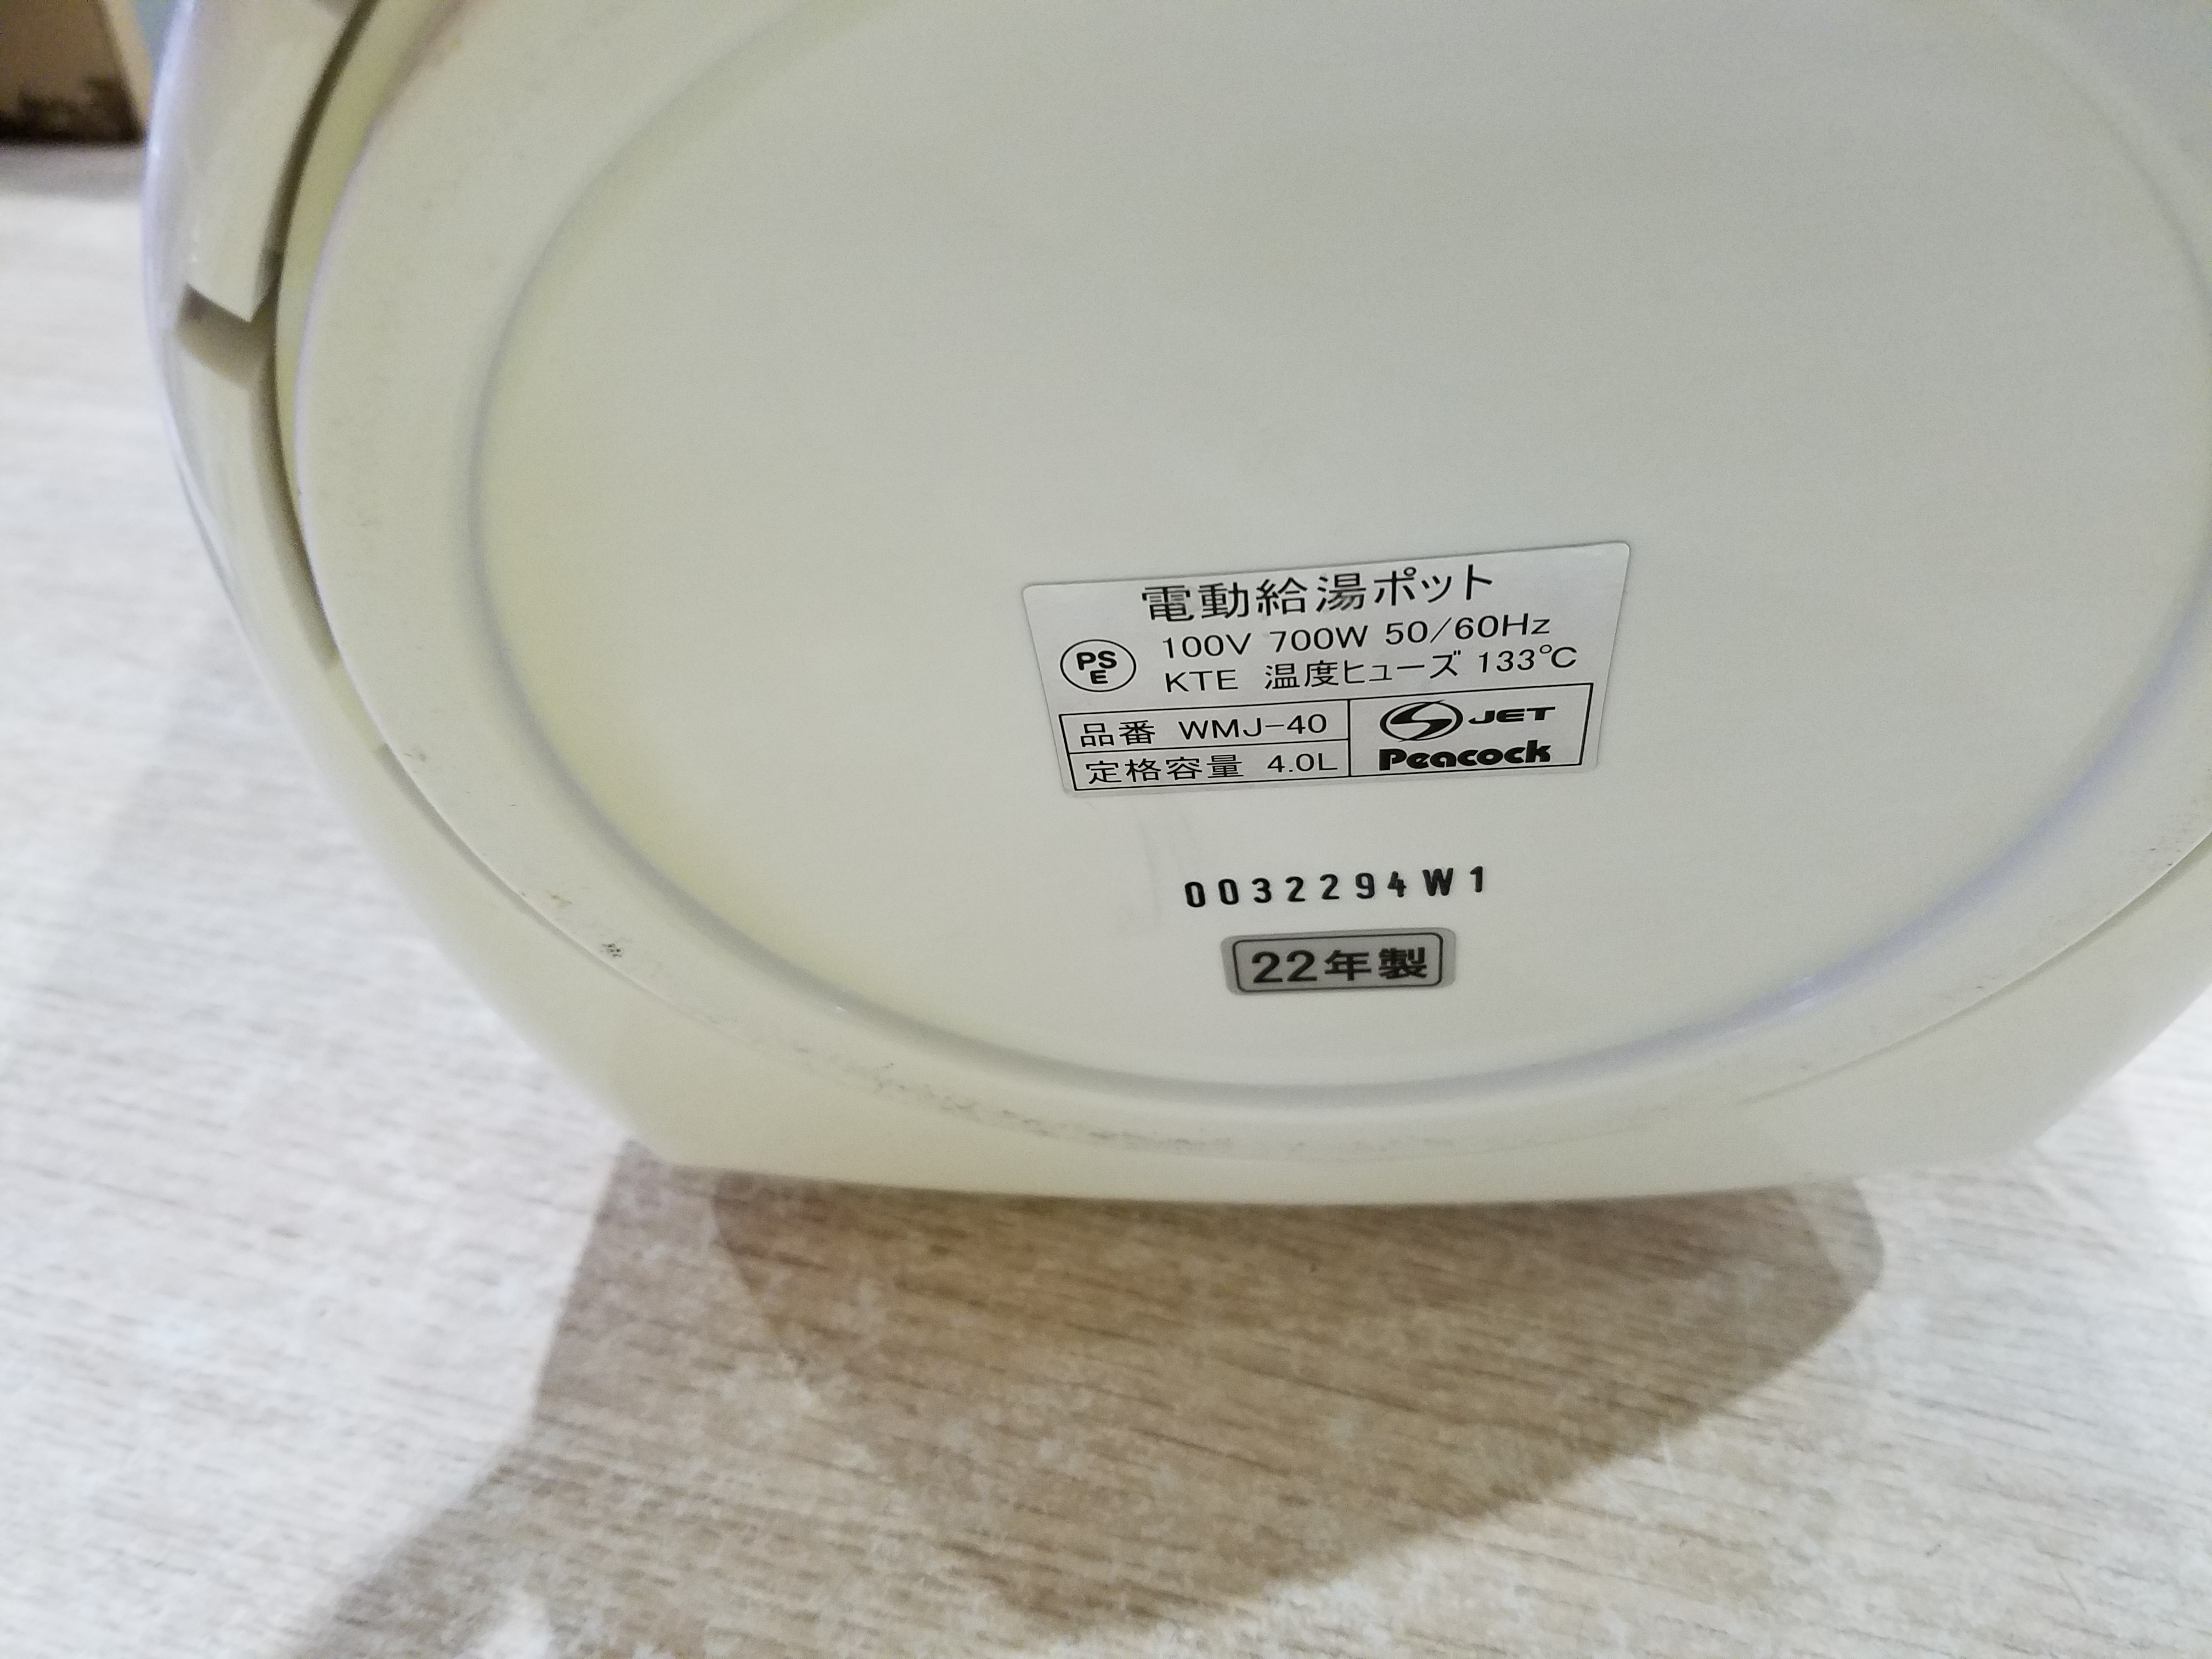 電動給湯ポット
100V 700W 50/60Hz
PS
E
KTE 温度ヒューズ 133℃
品番 WMJ-40
JET
定格容量 4.0L
Peacock
0032294W1
22年製